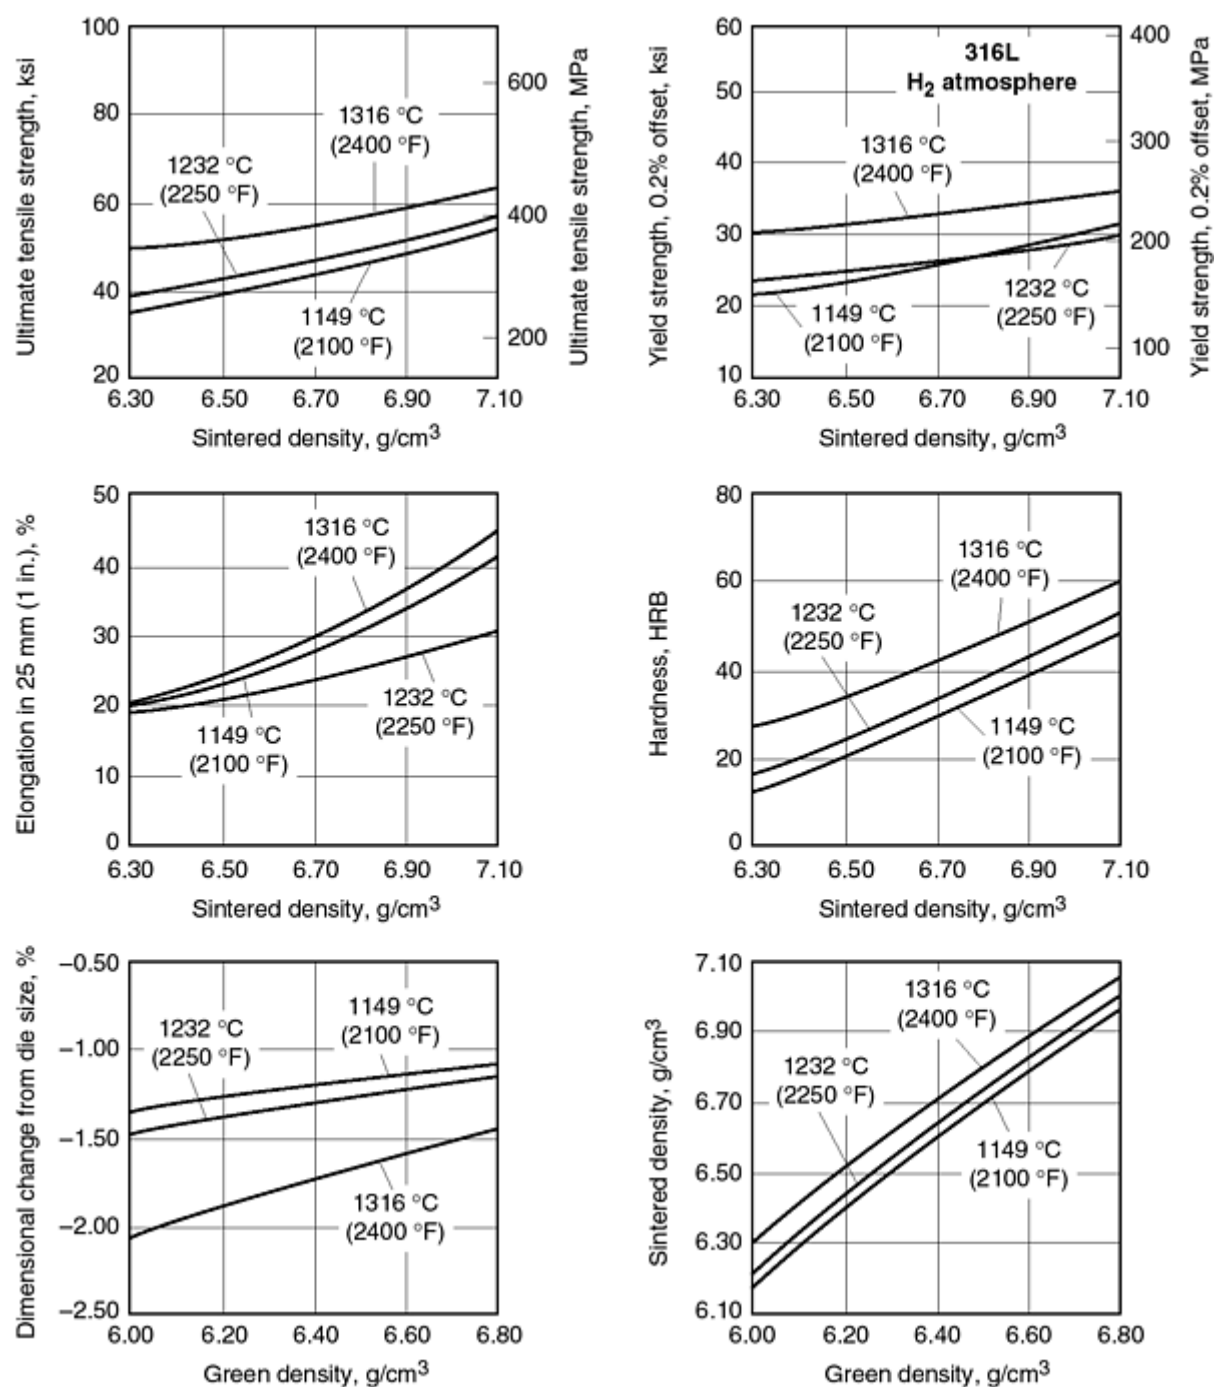 Ultimate tensile strength, ksi
100
80
60
40
20
1316 °C
(2400 °F)
1232 °C
(2250 °F)
1149 °C
(2100 °F)
600
400
200
Ultimate tensile strength, MPa
6.30 6.50 6.70 6.90 7.10
Sintered density, g/cm3
Yield strength, 0.2% offset, ksi
60
50
40
30
20
10
316L
H2 atmosphere
1316 °C
(2400 °F)
1149 °C
(2100 °F)
1232 °C
(2250 °F)
400
300
200
100
Yield strength, 0.2% offset, MPa
6.30 6.50 6.70 6.90 7.10
Sintered density, g/cm3
Elongation in 25 mm (1 in.), %
50
40
30
20
10
0
1316 °C
(2400 °F)
1232 °C
(2250 °F)
1149 °C
(2100 °F)
6.30 6.50 6.70 6.90 7.10
Sintered density, g/cm3
Hardness, HRB
80
60
40
20
0
1316 °C
(2400 °F)
1232 °C
(2250 °F)
1149 °C
(2100 °F)
6.30 6.50 6.70 6.90 7.10
Sintered density, g/cm3
Dimensional change from die size, %
–0.50
–1.00
–1.50
–2.00
–2.50
1149 °C
(2100 °F)
1232 °C
(2250 °F)
1316 °C
(2400 °F)
6.00 6.20 6.40 6.60 6.80
Green density, g/cm3
Sintered density, g/cm3
7.10
6.90
6.70
6.50
6.30
6.10
1316 °C
(2400 °F)
1232 °C
(2250 °F)
1149 °C
(2100 °F)
6.00 6.20 6.40 6.60 6.80
Green density, g/cm3